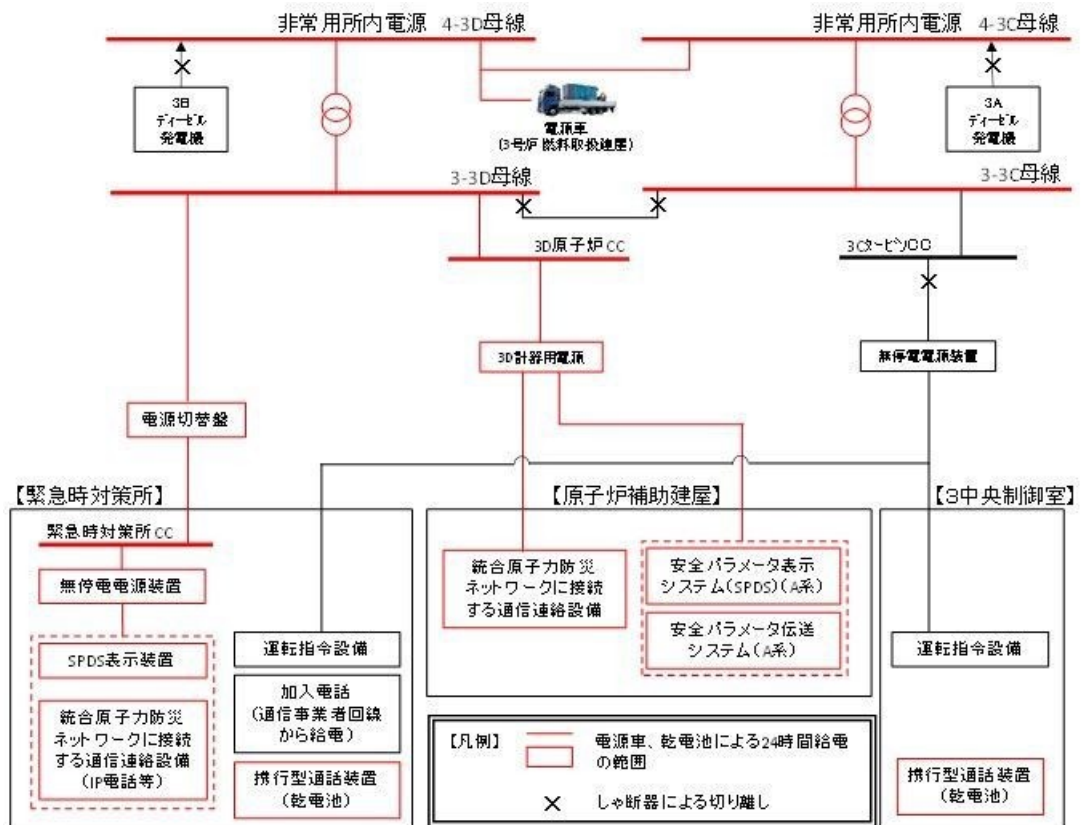 非常用所内電源 4-3D母線
非常用所内電源 4-3C母線
3B
ディーゼル
発電機
電源車
(3号炉 燃料取扱建屋)
3A
ディーゼル
発電機
3-3D母線
3-3C母線
3D原子炉 CC
3CタービンCC
3D計器用電源
無停電電源装置
電源切替盤
【緊急時対策所】
【原子炉補助建屋】
【3中央制御室】
緊急時対策所 CC
無停電電源装置
SPDS表示装置
統合原子力防災
ネットワークに接続
する通信連絡設備
(IP電話等)
運転指令設備
加入電話
(通信事業者回線
から給電)
携行型通話装置
(乾電池)
統合原子力防災
ネットワークに接続
する通信連絡設備
安全パラメータ表示
システム(SPDS)(A系)
安全パラメータ伝送
システム(A系)
運転指令設備
携行型通話装置
(乾電池)
【凡例】
電源車、乾電池による24時間給電
の範囲
× しゃ断器による切り離し